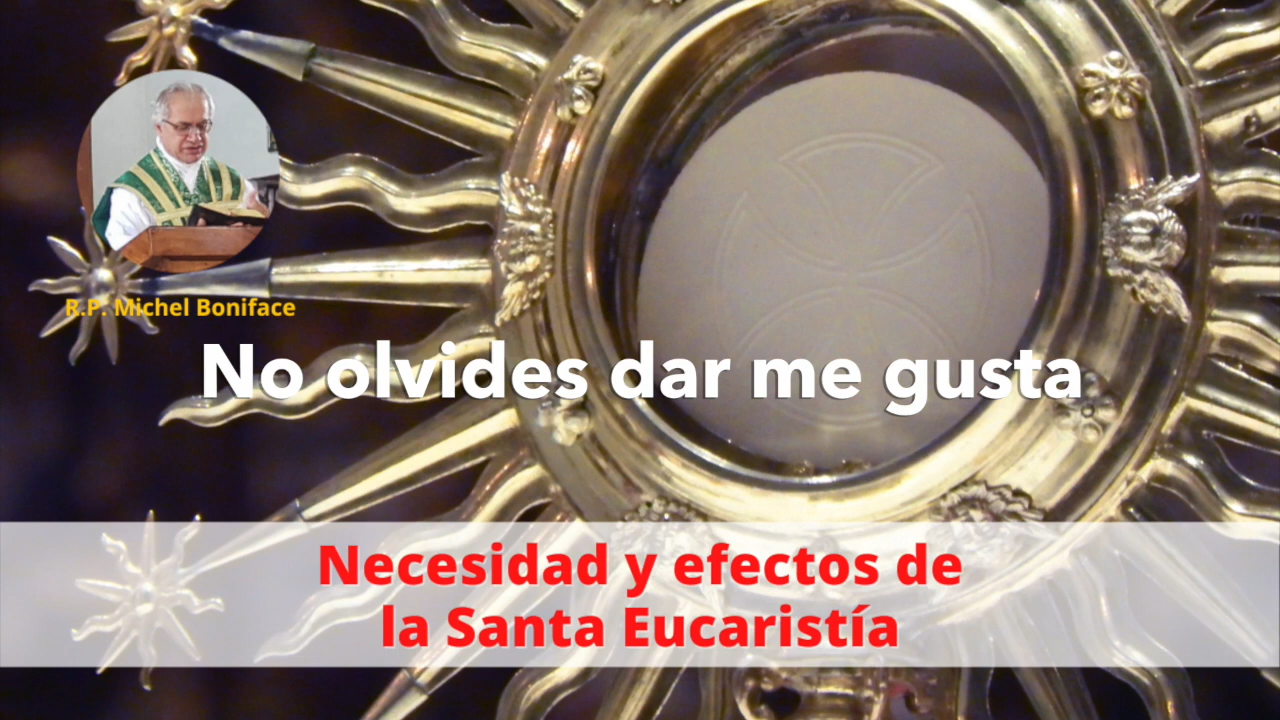 R.P. Michel Boniface
No olvides dar me gusta
Necesidad y efectos de
la Santa Eucaristía